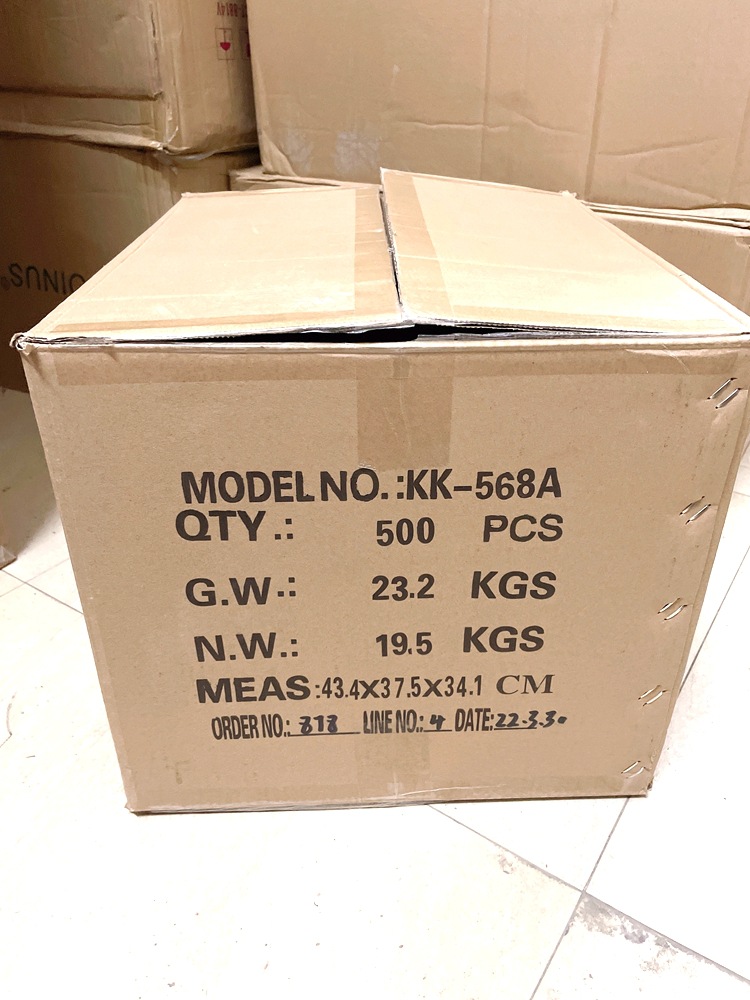 MODEL NO.:KK-568A
QTY.: 500 PCS
G.W.: 23.2 KGS
N.W.: 19.5 KGS
MEAS:43.4X37.5X34.1 CM
ORDER NO.: 818 LINE NO.: 4 DATE: 22.3.30